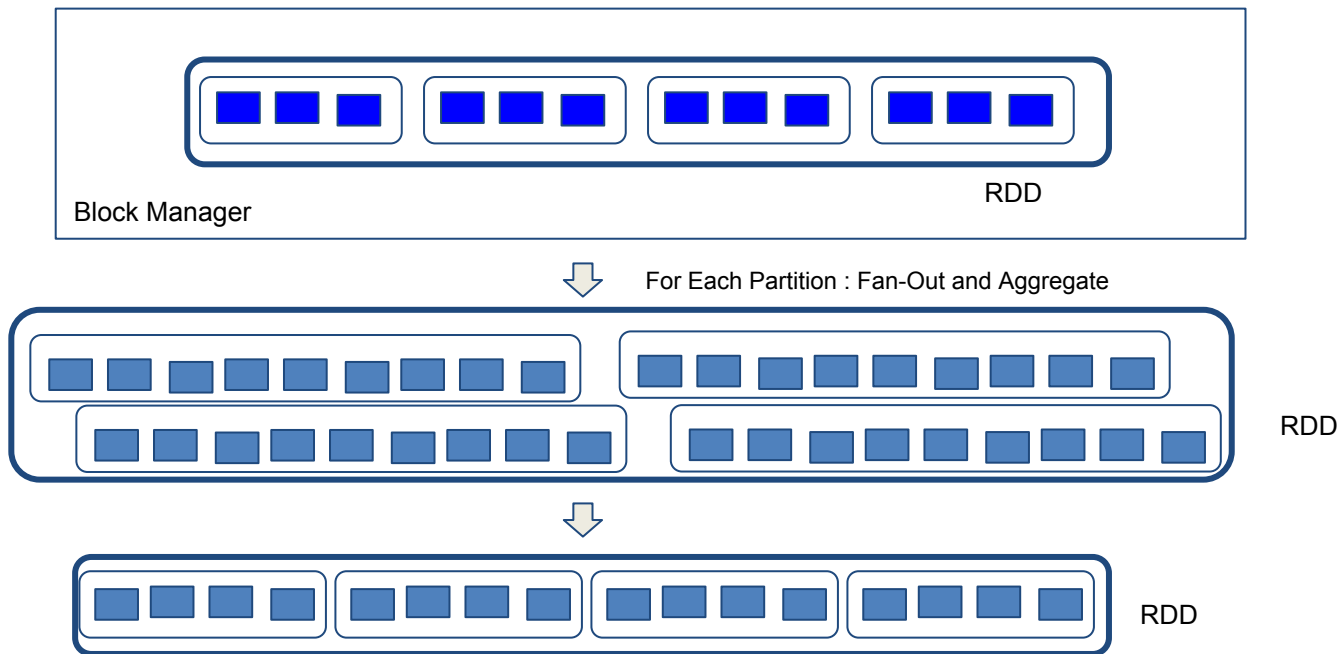 RDD
Block Manager
For Each Partition : Fan-Out and Aggregate
RDD
RDD